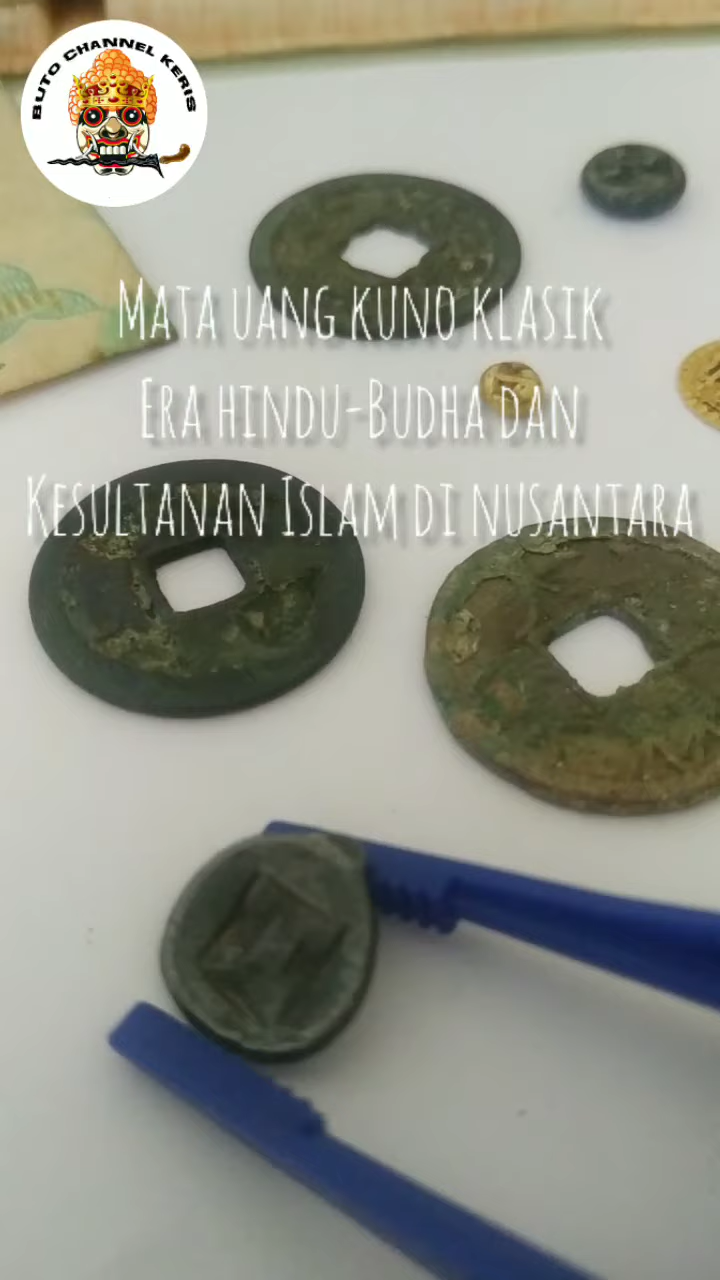 BUTO CHANNEL KERIS
MATA UANG KUNO KLASIK
ERA HINDU-BUDHA DAN
KESULTANAN ISLAM DI NUSANTARA